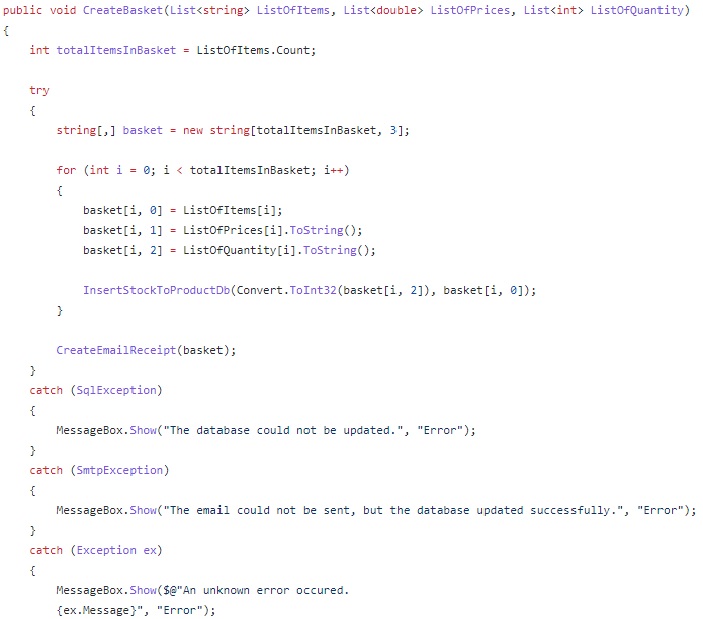 public void CreateBasket(List<string> ListOfItems, List<double> ListOfPrices, List<int> ListOfQuantity)
{
    int totalItemsInBasket = ListOfItems.Count;

    try
    {
        string[,] basket = new string[totalItemsInBasket, 3];

        for (int i = 0; i < totalItemsInBasket; i++)
        {
            basket[i, 0] = ListOfItems[i];
            basket[i, 1] = ListOfPrices[i].ToString();
            basket[i, 2] = ListOfQuantity[i].ToString();

            InsertStockToProductDb(Convert.ToInt32(basket[i, 2]), basket[i, 0]);
        }

        CreateEmailReceipt(basket);
    }
    catch (SqlException)
    {
        MessageBox.Show("The database could not be updated.", "Error");
    }
    catch (SmtpException)
    {
        MessageBox.Show("The email could not be sent, but the database updated successfully.", "Error");
    }
    catch (Exception ex)
    {
        MessageBox.Show($@"An unknown error occured.
        {ex.Message}", "Error");